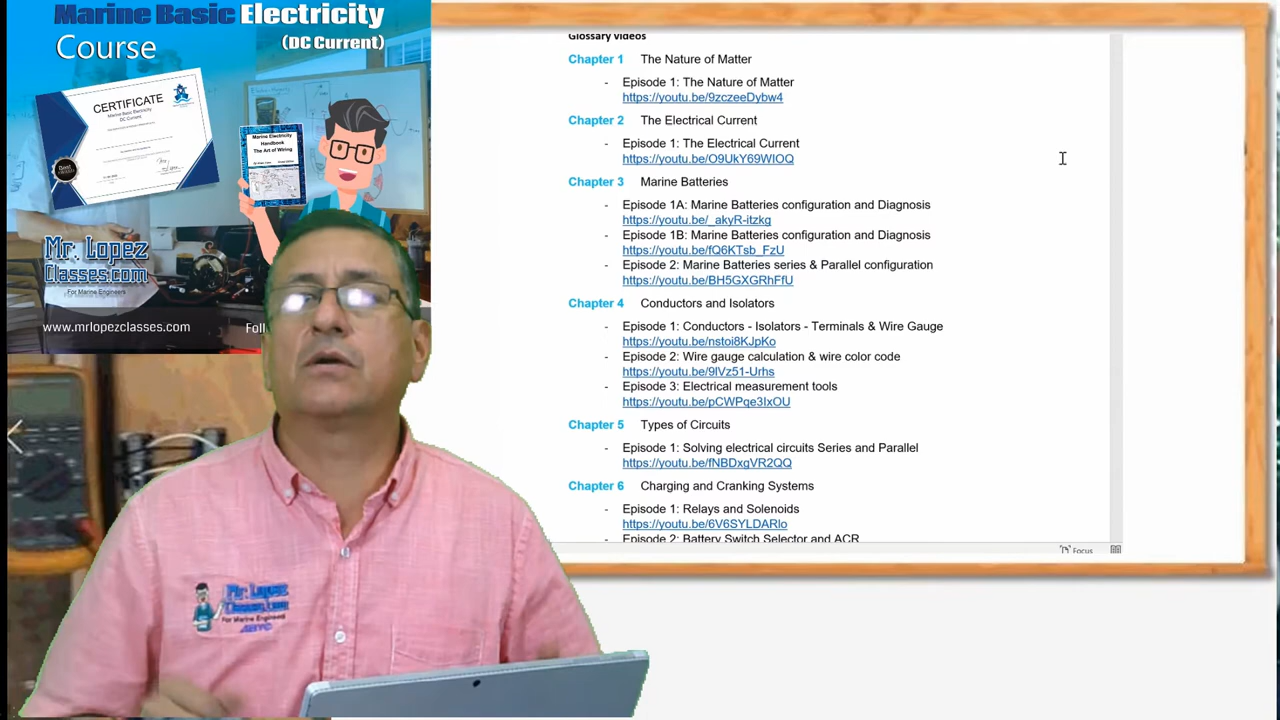 Marine Basic Electricity
(DC Current)
Course
CERTIFICATE
Marine Basic Electricity
DC Current
Marine Electricity
Handbook
The Art of Wiring
Mr. Lopez
Classes.com
For Marine Engineers
www.mrlopezclasses.com
Foll
Glossary videos
Chapter 1 The Nature of Matter
- Episode 1: The Nature of Matter
https://youtu.be/9zczeeDybw4
Chapter 2 The Electrical Current
- Episode 1: The Electrical Current
https://youtu.be/O9UkY69WIOQ
Chapter 3 Marine Batteries
- Episode 1A: Marine Batteries configuration and Diagnosis
https://youtu.be/_akyR-itzkg
- Episode 1B: Marine Batteries configuration and Diagnosis
https://youtu.be/fQ6KTsb_FzU
- Episode 2: Marine Batteries series & Parallel configuration
https://youtu.be/BH5GXGRhFfU
Chapter 4 Conductors and Isolators
- Episode 1: Conductors - Isolators - Terminals & Wire Gauge
https://youtu.be/nstoi8KJpKo
- Episode 2: Wire gauge calculation & wire color code
https://youtu.be/9lVz51-Urhs
- Episode 3: Electrical measurement tools
https://youtu.be/pCWPqe3IxOU
Chapter 5 Types of Circuits
- Episode 1: Solving electrical circuits Series and Parallel
https://youtu.be/fNBDxgVR2QQ
Chapter 6 Charging and Cranking Systems
- Episode 1: Relays and Solenoids
https://youtu.be/6V6SYLDARlo
- Episode 2: Battery Switch Selector and ACR
Focus
Mr. Lopez
Classes.com
For Marine Engineers
ABYC